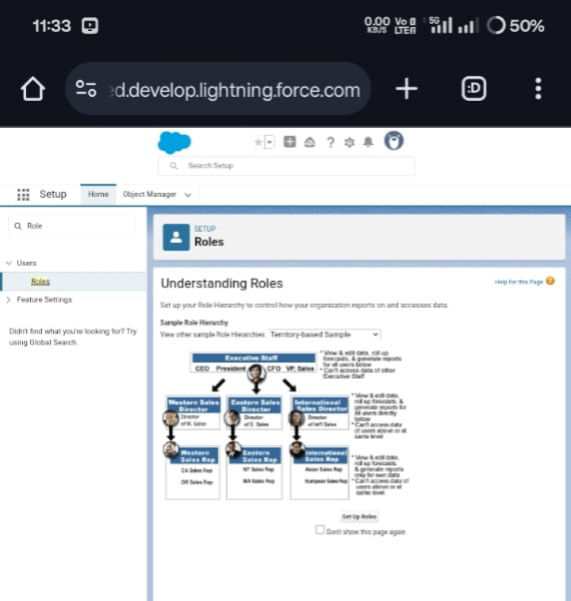 11:33
0.00 KB/S Vo LTE 5G 50%
d.develop.lightning.force.com
:D
Search Setup
Setup Home Object Manager
Role
Users
Roles
Feature Settings
Didn't find what you're looking for? Try
using Global Search.
SETUP
Roles
Understanding Roles
Help for this Page
Set up your Role Hierarchy to control how your organization reports on and accesses data.
Sample Role Hierarchy
View other sample Role Hierarchies: Territory-based Sample
Executive Staff
CEO President CFO VP, Sales
* View & edit data, roll up
forecasts, & generate reports
for all users below
* Can't access data of other
Executive Staff
Western Sales
Director
Director
of W. Sales
Eastern Sales
Director
Director
of E. Sales
International
Sales Director
Director
of Int'l Sales
* View & edit data,
roll up forecasts, &
generate reports for
all users directly
below
* Can't access data
of users above or at
same level
Western
Sales Rep
CA Sales Rep
OR Sales Rep
Eastern
Sales Rep
NY Sales Rep
MA Sales Rep
International
Sales Rep
Asian Sales Rep
European Sales Rep
* View & edit data,
roll up forecasts,
& generate reports
only for own data
* Can't access data of
users above or at
same level
Set Up Roles
Don't show this page again